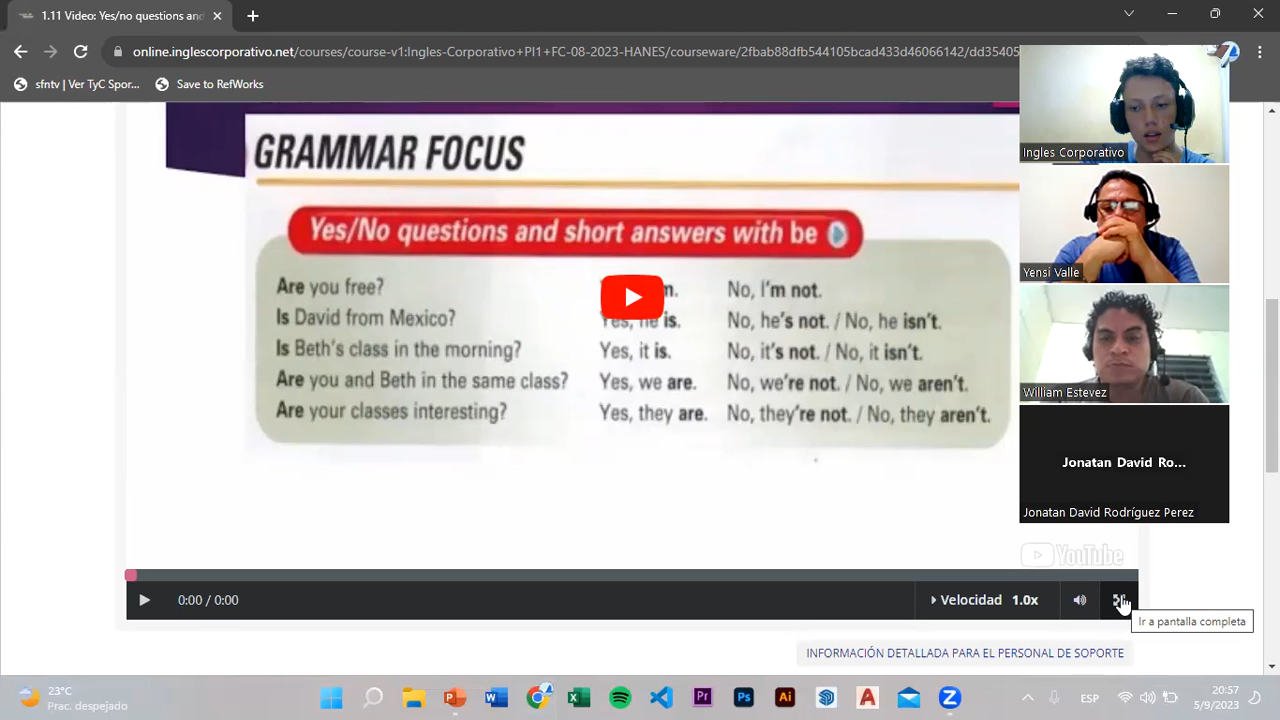 1.11 Video: Yes/no questions and
online.inglescorporativo.net/courses/course-v1:Ingles-Corporativo+PI1+FC-08-2023-HANES/courseware/2fbab88dfb544105bcad433d46066142/dd35405
sfntv | Ver TyC Spor...
Save to RefWorks
GRAMMAR FOCUS
Yes/No questions and short answers with be
Are you free? m. No, I'm not.
Is David from Mexico? Yes, he is. No, he's not. / No, he isn't.
Is Beth's class in the morning? Yes, it is. No, it's not. / No, it isn't.
Are you and Beth in the same class? Yes, we are. No, we're not. / No, we aren't.
Are your classes interesting? Yes, they are. No, they're not. / No, they aren't.
Ingles Corporativo
Yensi Valle
William Estevez
Jonatan David Ro...
Jonatan David Rodríguez Perez
YouTube
0:00 / 0:00
Velocidad 1.0x
Ir a pantalla completa
INFORMACIÓN DETALLADA PARA EL PERSONAL DE SOPORTE
23°C
Prac. despejado
ESP
20:57
5/9/2023